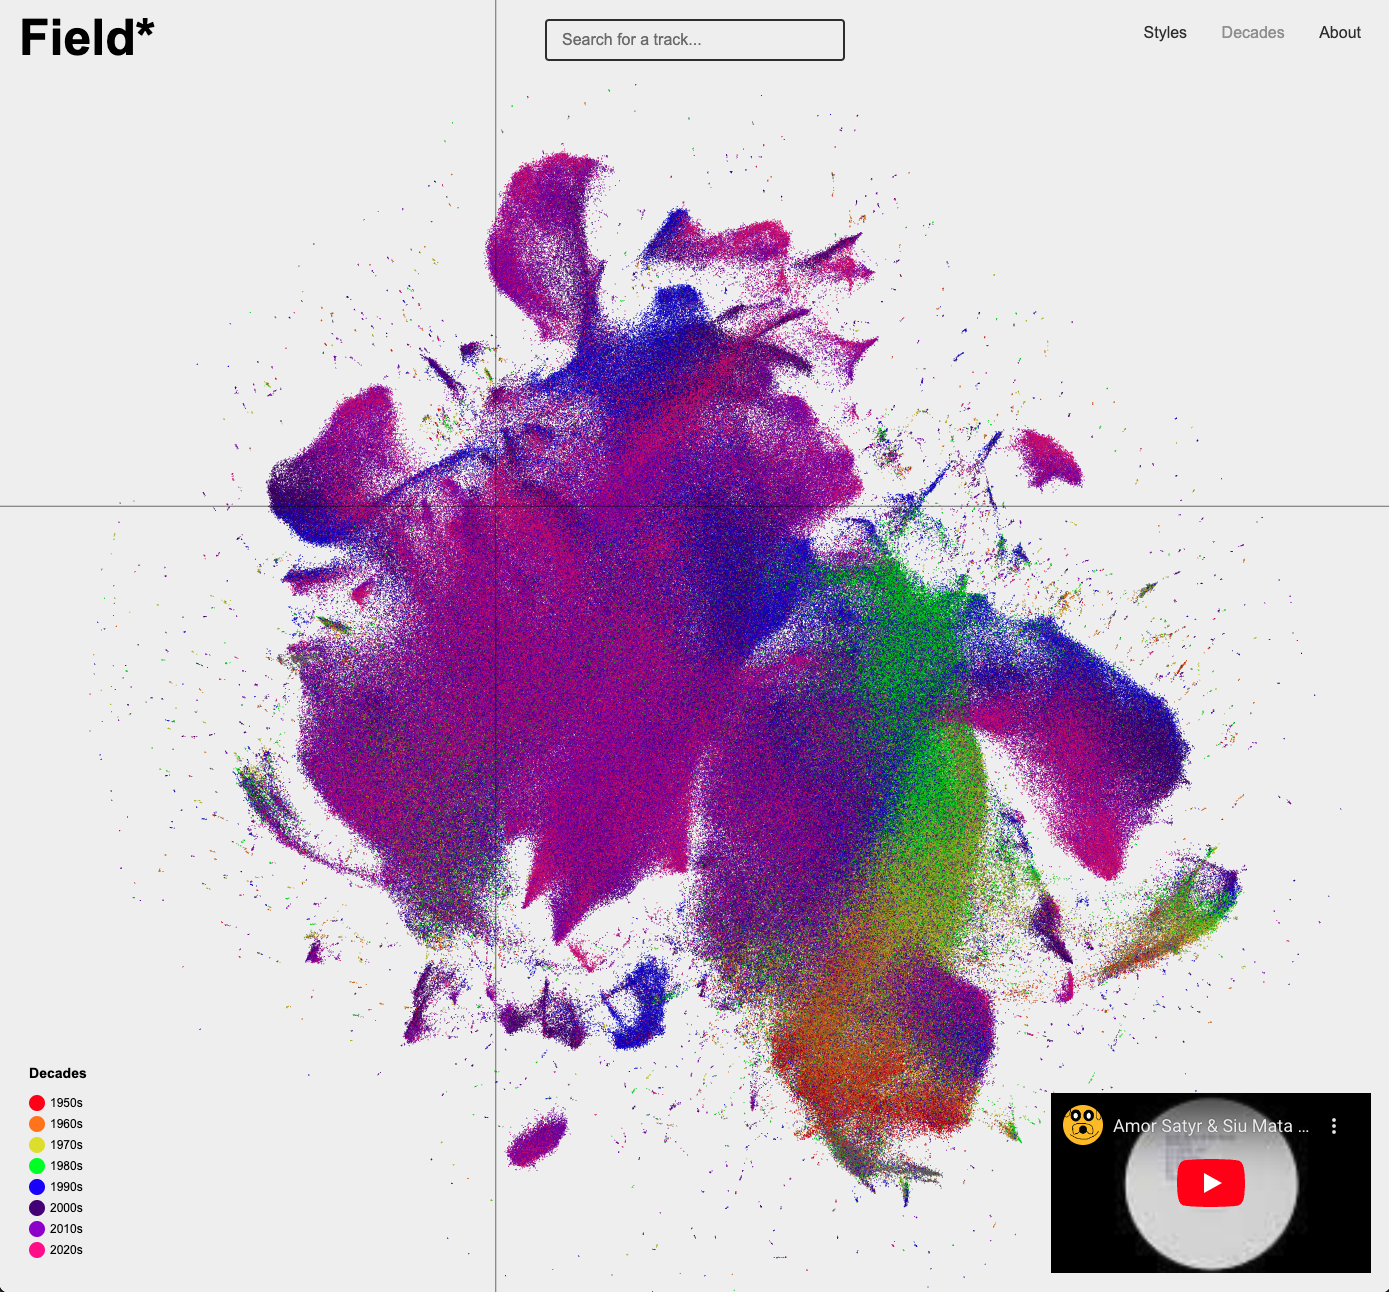 Field*
Search for a track...
Styles
Decades
About
Decades
1950s
1960s
1970s
1980s
1990s
2000s
2010s
2020s
Amor Satyr & Siu Mata ...